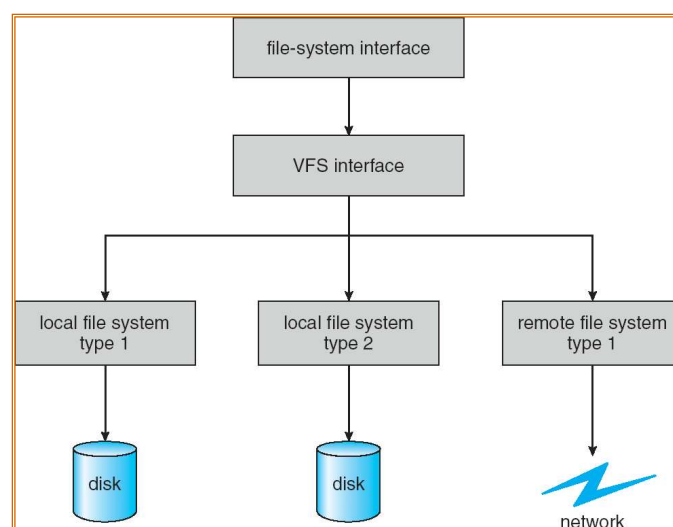 file-system interface
VFS interface
local file system
type 1
local file system
type 2
remote file system
type 1
disk
disk
network